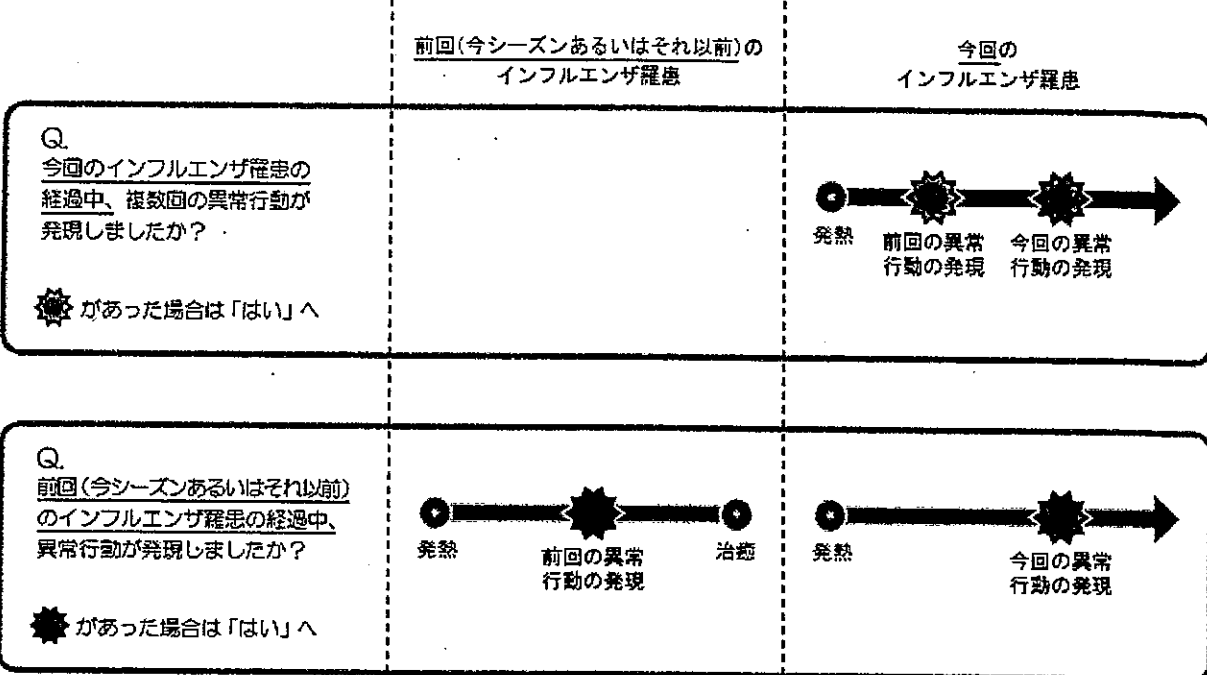 前回(今シーズンあるいはそれ以前)の
インフルエンザ罹患
今回の
インフルエンザ罹患
Q.
今回のインフルエンザ罹患の
経過中、複数回の異常行動が
発現しましたか？
があった場合は「はい」へ
発熱
前回の異常
行動の発現
今回の異常
行動の発現
Q.
前回(今シーズンあるいはそれ以前)
のインフルエンザ罹患の経過中、
異常行動が発現しましたか？
があった場合は「はい」へ
発熱
前回の異常
行動の発現
治癒
発熱
今回の異常
行動の発現